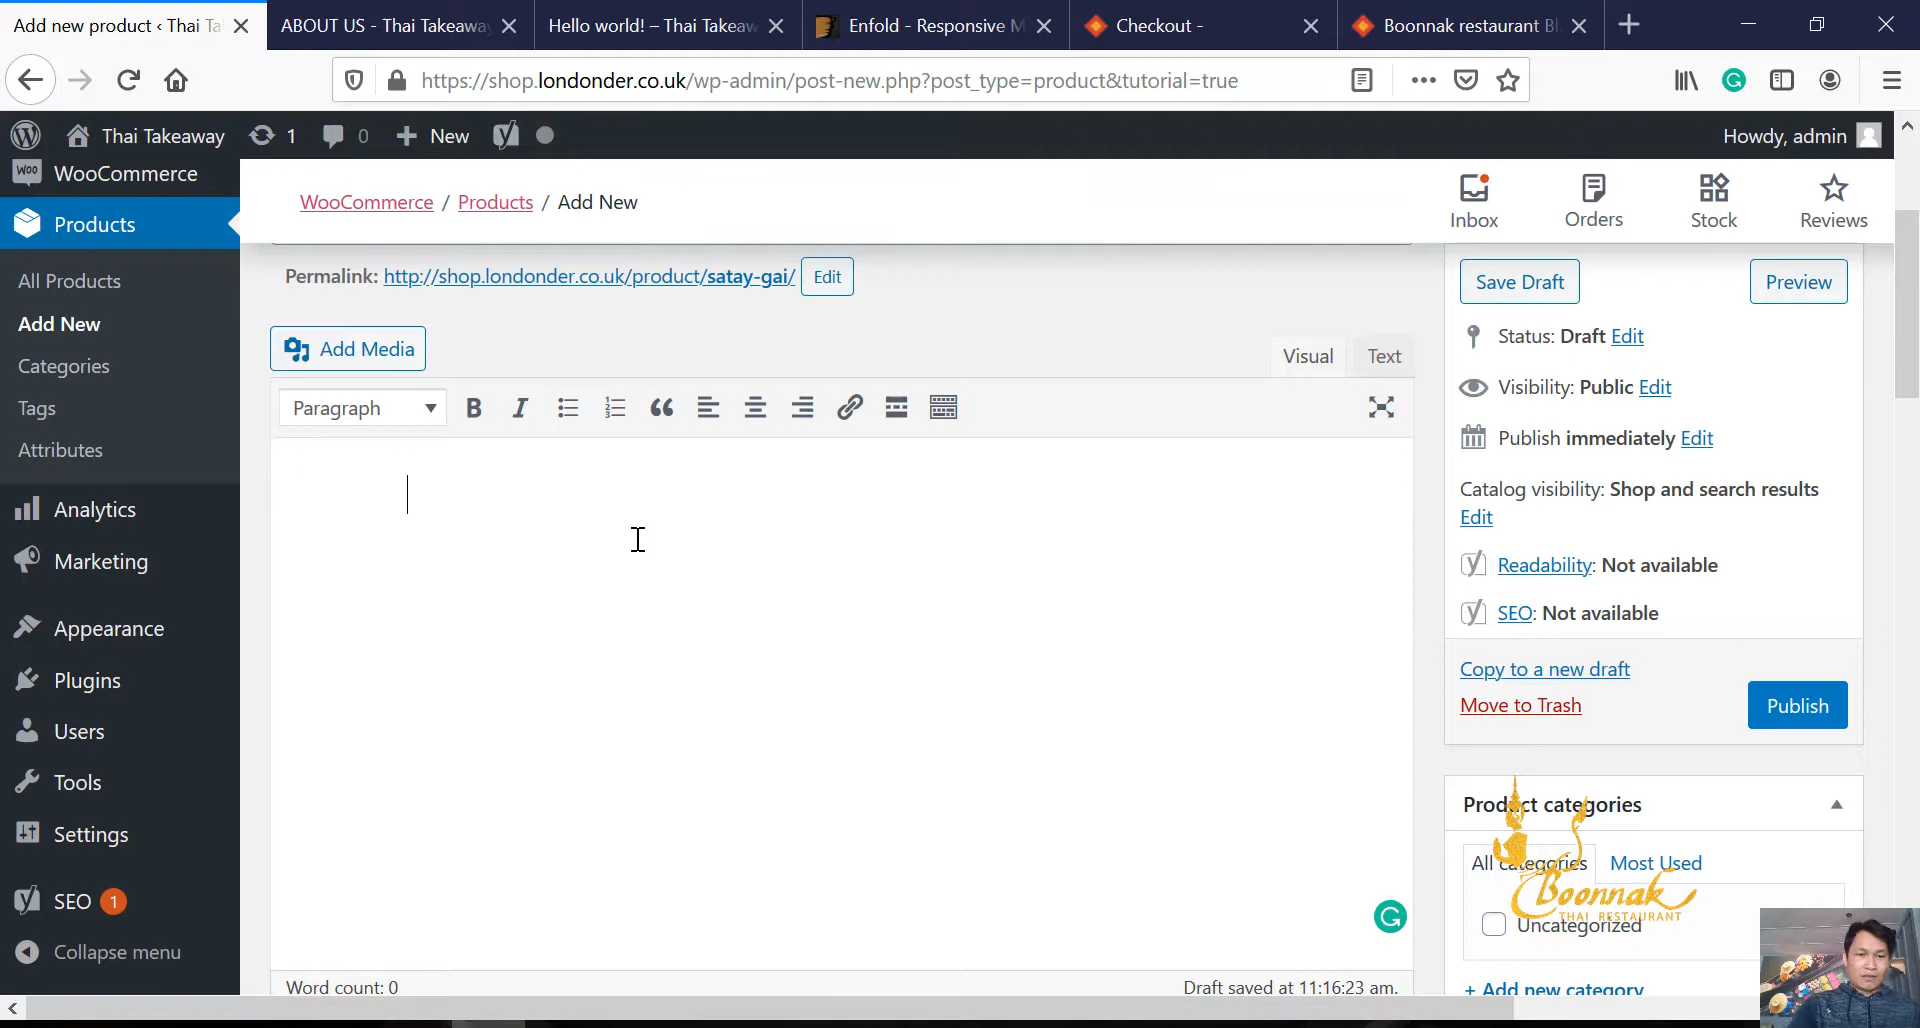 Add new product ‹ Thai Ta
ABOUT US - Thai Takeaway
Hello world! – Thai Takeaw
Enfold - Responsive M
Checkout -
Boonnak restaurant Bl
https://shop.londonder.co.uk/wp-admin/post-new.php?post_type=product&tutorial=true
Thai Takeaway
1
0
New
Howdy, admin
WooCommerce
Products
All Products
Add New
Categories
Tags
Attributes
Analytics
Marketing
Appearance
Plugins
Users
Tools
Settings
SEO 1
Collapse menu
WooCommerce / Products / Add New
Inbox
Orders
Stock
Reviews
Permalink: http://shop.londonder.co.uk/product/satay-gai/ Edit
Add Media
Visual
Text
Paragraph
Word count: 0
Draft saved at 11:16:23 am.
Save Draft
Preview
Status: Draft Edit
Visibility: Public Edit
Publish immediately Edit
Catalog visibility: Shop and search results
Edit
Readability: Not available
SEO: Not available
Copy to a new draft
Move to Trash
Publish
Product categories
All categories
Most Used
Boonnak
THAI RESTAURANT
Uncategorized
+ Add new category